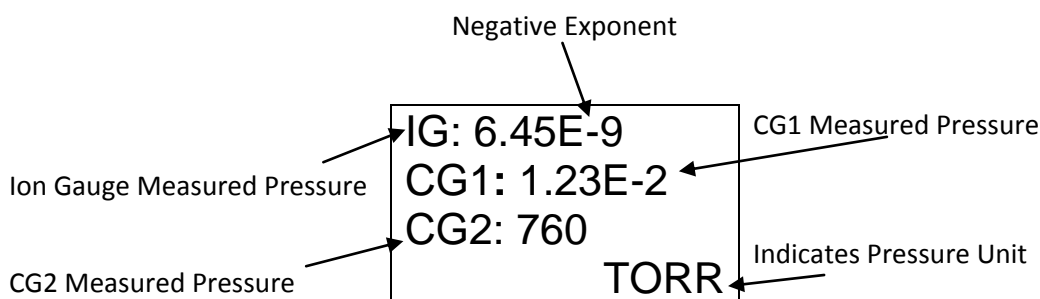 Negative Exponent
IG: 6.45E-9
CG1 Measured Pressure
Ion Gauge Measured Pressure
CG1: 1.23E-2
CG2: 760
Indicates Pressure Unit
CG2 Measured Pressure
TORR